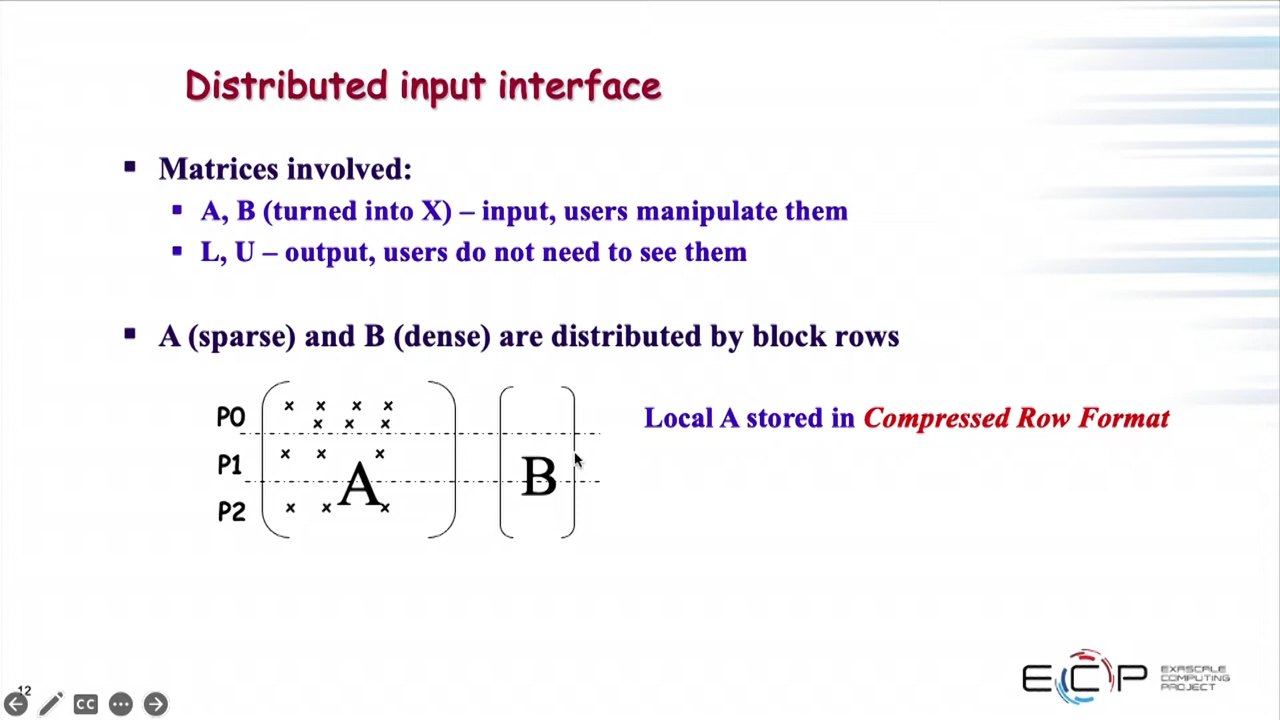 Distributed input interface
Matrices involved:
A, B (turned into X) – input, users manipulate them
L, U – output, users do not need to see them
A (sparse) and B (dense) are distributed by block rows
P0 x x x x
x x x
P1 x x x
A B
P2 x x x
Local A stored in Compressed Row Format
12
CC
ECP EXASCALE
COMPUTING
PROJECT